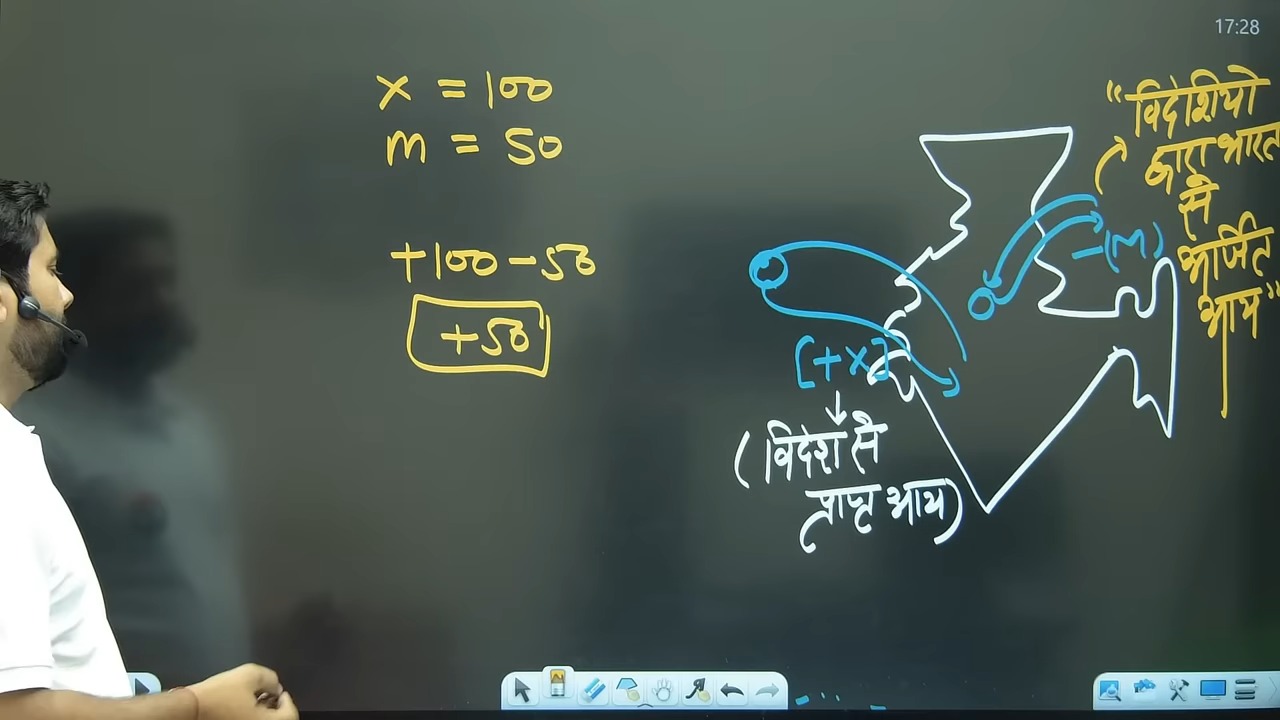 17:28
x = 100
m = 50
+100 - 50
+50
"विदेशियो
द्वारा भारत
से
अर्जित
आय"
-(m)
[+x]
(विदेश से
प्राप्त आय)